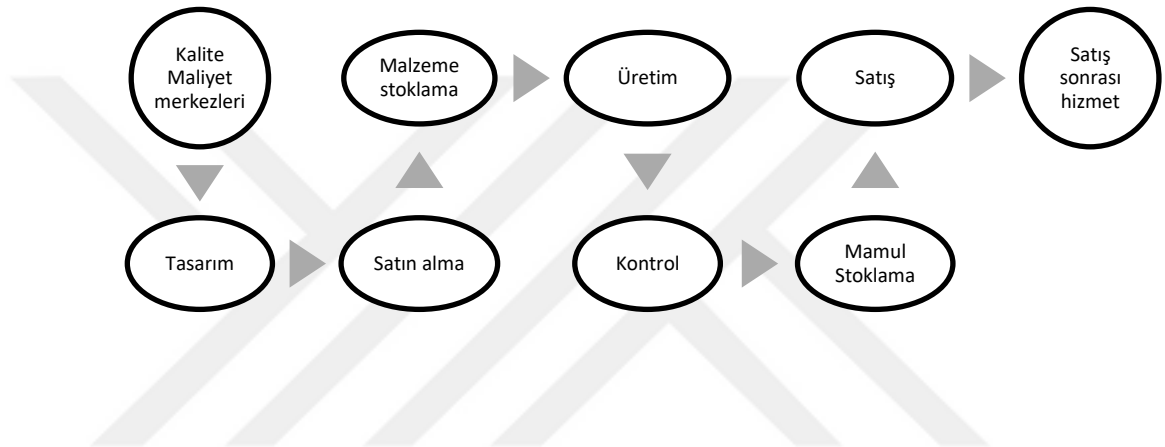 Kalite
Maliyet
merkezleri
Tasarım
Satın alma
Malzeme
stoklama
Üretim
Kontrol
Mamul
Stoklama
Satış
Satış
sonrası
hizmet